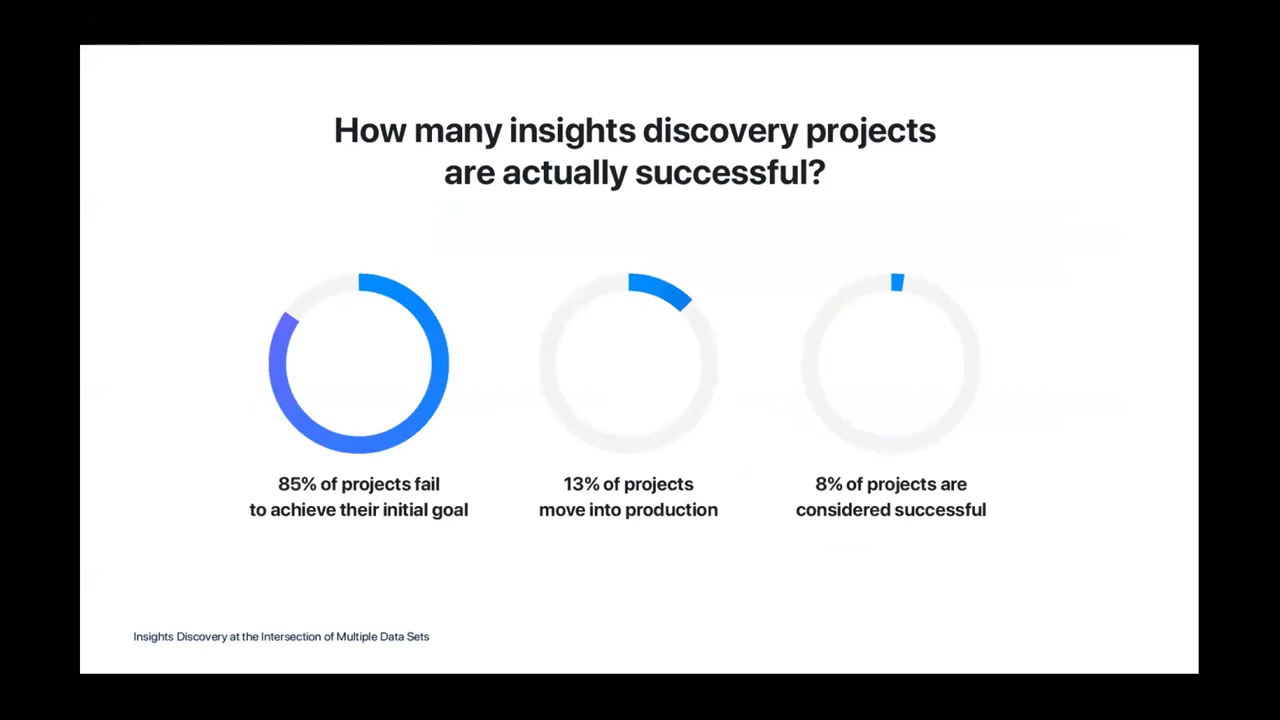 How many insights discovery projects
are actually successful?
85% of projects fail
to achieve their initial goal
13% of projects
move into production
8% of projects are
considered successful
Insights Discovery at the Intersection of Multiple Data Sets